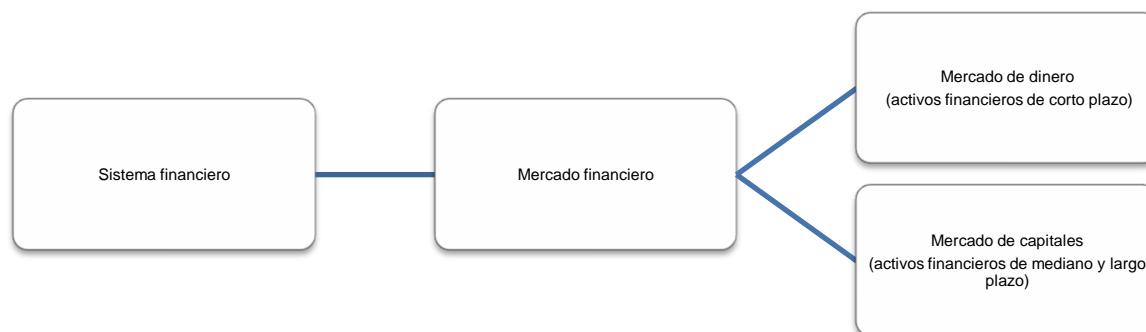 Sistema financiero
Mercado financiero
Mercado de dinero
(activos financieros de corto plazo)
Mercado de capitales
(activos financieros de mediano y largo
plazo)